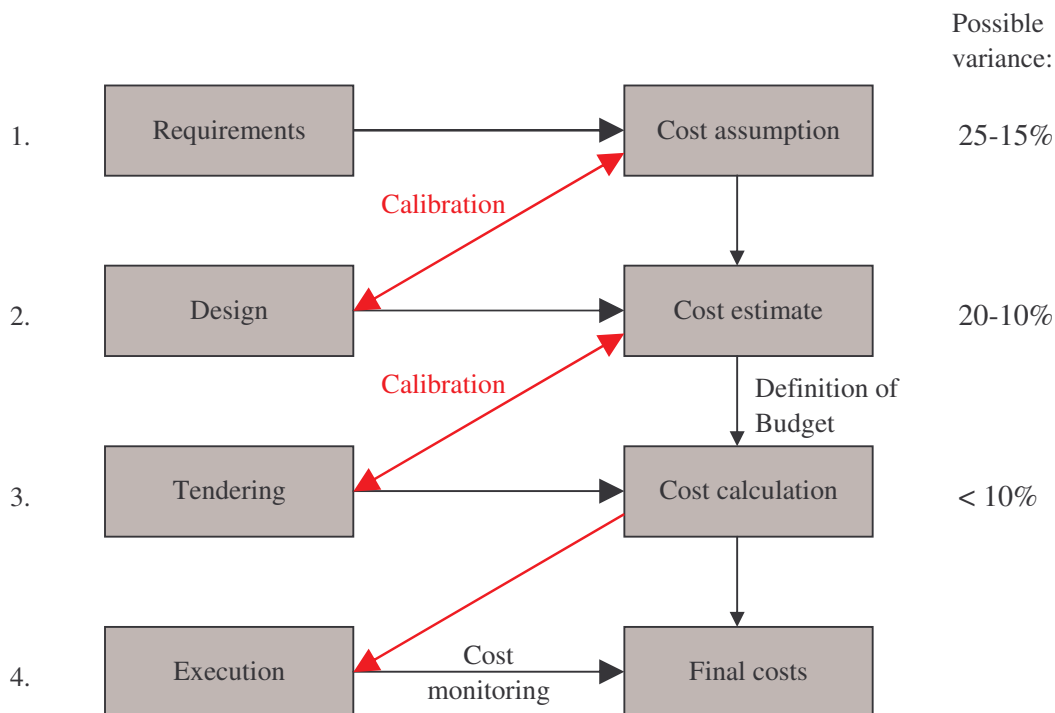 Possible
variance:
1.
Requirements
Cost assumption
25-15%
Calibration
2.
Design
Cost estimate
20-10%
Calibration
Definition of
Budget
3.
Tendering
Cost calculation
< 10%
4.
Execution
Cost
monitoring
Final costs